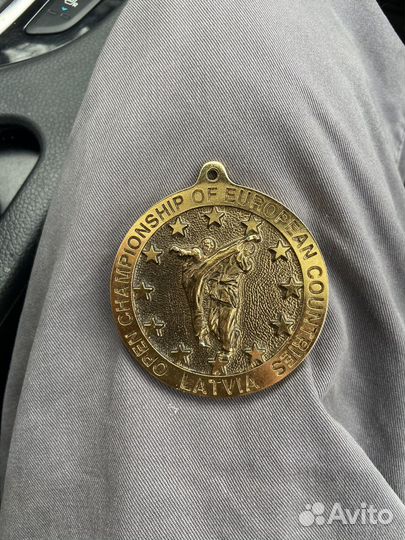 OPEN CHAMPIONSHIP OF EUROPEAN COUNTRIES
LATVIA
Avito